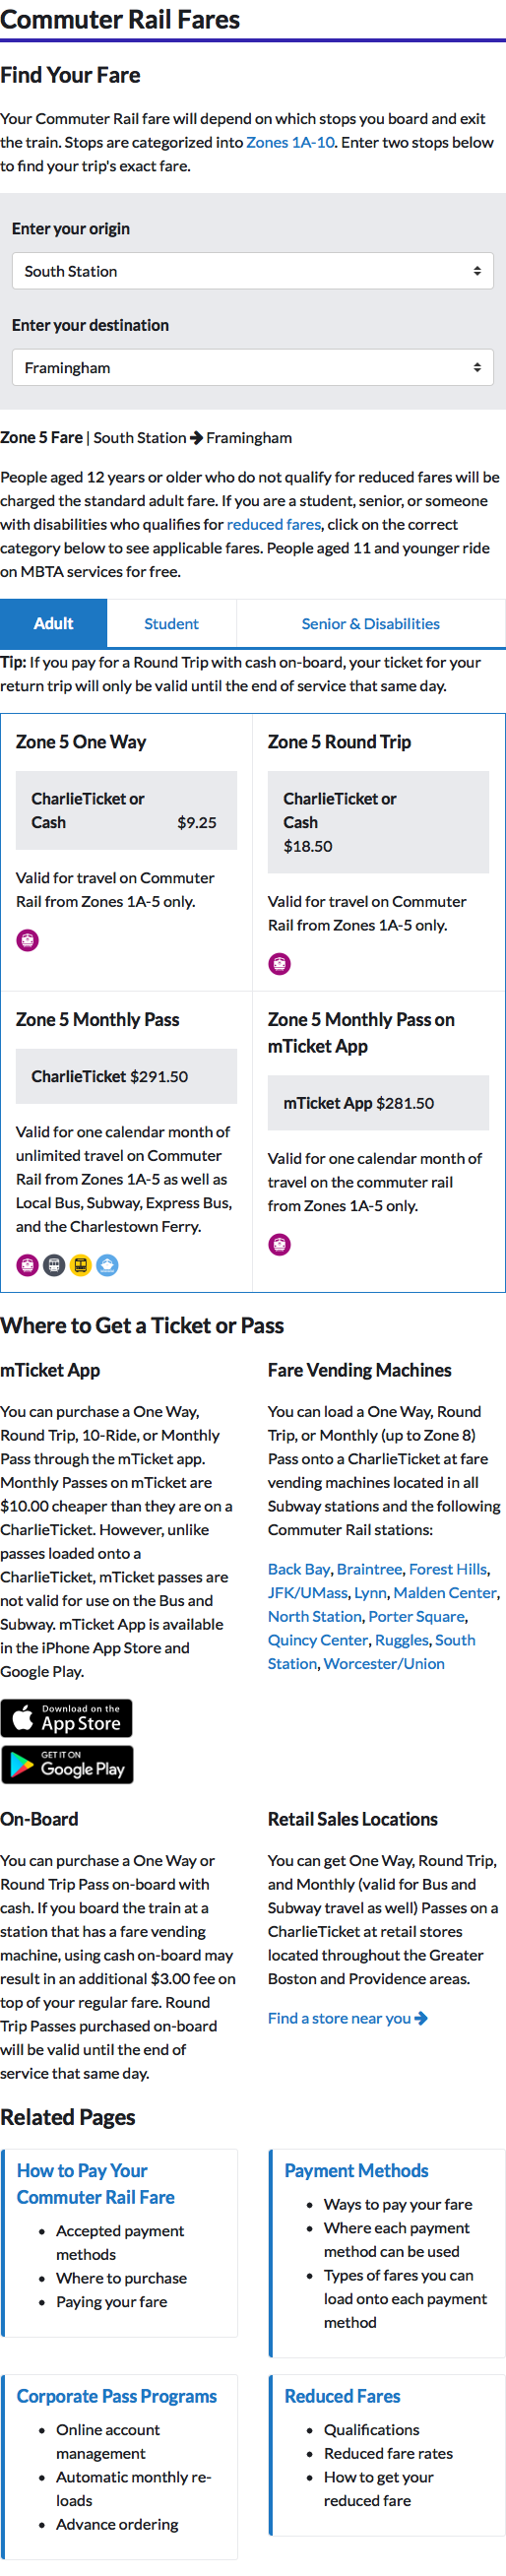 Commuter Rail Fares
Find Your Fare
Your Commuter Rail fare will depend on which stops you board and exit
the train. Stops are categorized into Zones 1A-10. Enter two stops below
to find your trip's exact fare.
Enter your origin
South Station
Enter your destination
Framingham
Zone 5 Fare | South Station → Framingham
People aged 12 years or older who do not qualify for reduced fares will be
charged the standard adult fare. If you are a student, senior, or someone
with disabilities who qualifies for reduced fares, click on the correct
category below to see applicable fares. People aged 11 and younger ride
on MBTA services for free.
Adult
Student
Senior & Disabilities
Tip: If you pay for a Round Trip with cash on-board, your ticket for your
return trip will only be valid until the end of service that same day.
Zone 5 One Way
CharlieTicket or
Cash $9.25
Valid for travel on Commuter
Rail from Zones 1A-5 only.
Zone 5 Round Trip
CharlieTicket or
Cash
$18.50
Valid for travel on Commuter
Rail from Zones 1A-5 only.
Zone 5 Monthly Pass
CharlieTicket $291.50
Valid for one calendar month of
unlimited travel on Commuter
Rail from Zones 1A-5 as well as
Local Bus, Subway, Express Bus,
and the Charlestown Ferry.
Zone 5 Monthly Pass on
mTicket App
mTicket App $281.50
Valid for one calendar month of
travel on the commuter rail
from Zones 1A-5 only.
Where to Get a Ticket or Pass
mTicket App
You can purchase a One Way,
Round Trip, 10-Ride, or Monthly
Pass through the mTicket app.
Monthly Passes on mTicket are
$10.00 cheaper than they are on a
CharlieTicket. However, unlike
passes loaded onto a
CharlieTicket, mTicket passes are
not valid for use on the Bus and
Subway. mTicket App is available
in the iPhone App Store and
Google Play.
Download on the
App Store
GET IT ON
Google Play
Fare Vending Machines
You can load a One Way, Round
Trip, or Monthly (up to Zone 8)
Pass onto a CharlieTicket at fare
vending machines located in all
Subway stations and the following
Commuter Rail stations:
Back Bay, Braintree, Forest Hills,
JFK/UMass, Lynn, Malden Center,
North Station, Porter Square,
Quincy Center, Ruggles, South
Station, Worcester/Union
On-Board
You can purchase a One Way or
Round Trip Pass on-board with
cash. If you board the train at a
station that has a fare vending
machine, using cash on-board may
result in an additional $3.00 fee on
top of your regular fare. Round
Trip Passes purchased on-board
will be valid until the end of
service that same day.
Retail Sales Locations
You can get One Way, Round Trip,
and Monthly (valid for Bus and
Subway travel as well) Passes on a
CharlieTicket at retail stores
located throughout the Greater
Boston and Providence areas.
Find a store near you →
Related Pages
How to Pay Your
Commuter Rail Fare
• Accepted payment
methods
• Where to purchase
• Paying your fare
Payment Methods
• Ways to pay your fare
• Where each payment
method can be used
• Types of fares you can
load onto each payment
method
Corporate Pass Programs
• Online account
management
• Automatic monthly re-
loads
• Advance ordering
Reduced Fares
• Qualifications
• Reduced fare rates
• How to get your
reduced fare